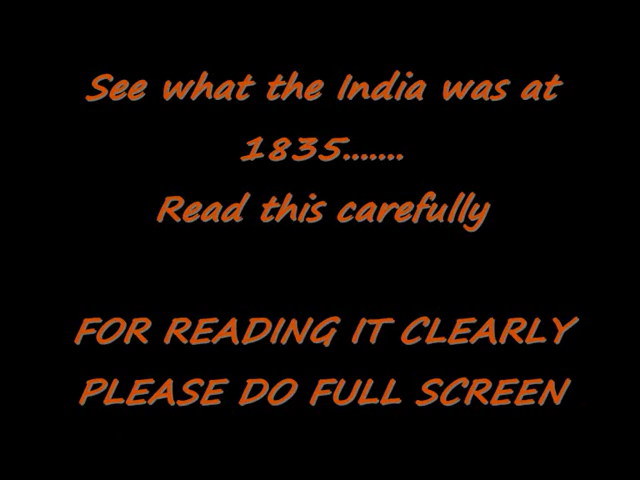 See what the India was at
1835.......
Read this carefully
FOR READING IT CLEARLY
PLEASE DO FULL SCREEN